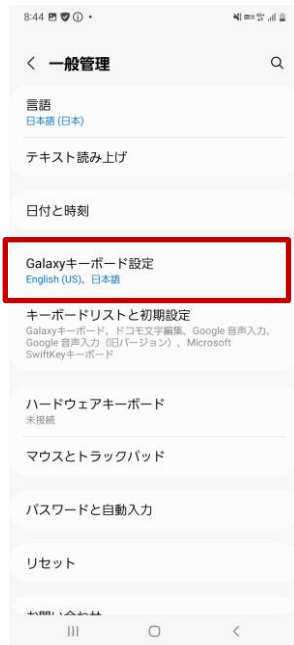 8:44
一般管理
言語
日本語 (日本)
テキスト読み上げ
日付と時刻
Galaxyキーボード設定
English (US)、日本語
キーボードリストと初期設定
Galaxyキーボード、ドコモ文字編集、Google 音声入力、
Google 音声入力（旧バージョン）、Microsoft
SwiftKeyキーボード
ハードウェアキーボード
未接続
マウスとトラックパッド
パスワードと自動入力
リセット
お問い合わせ